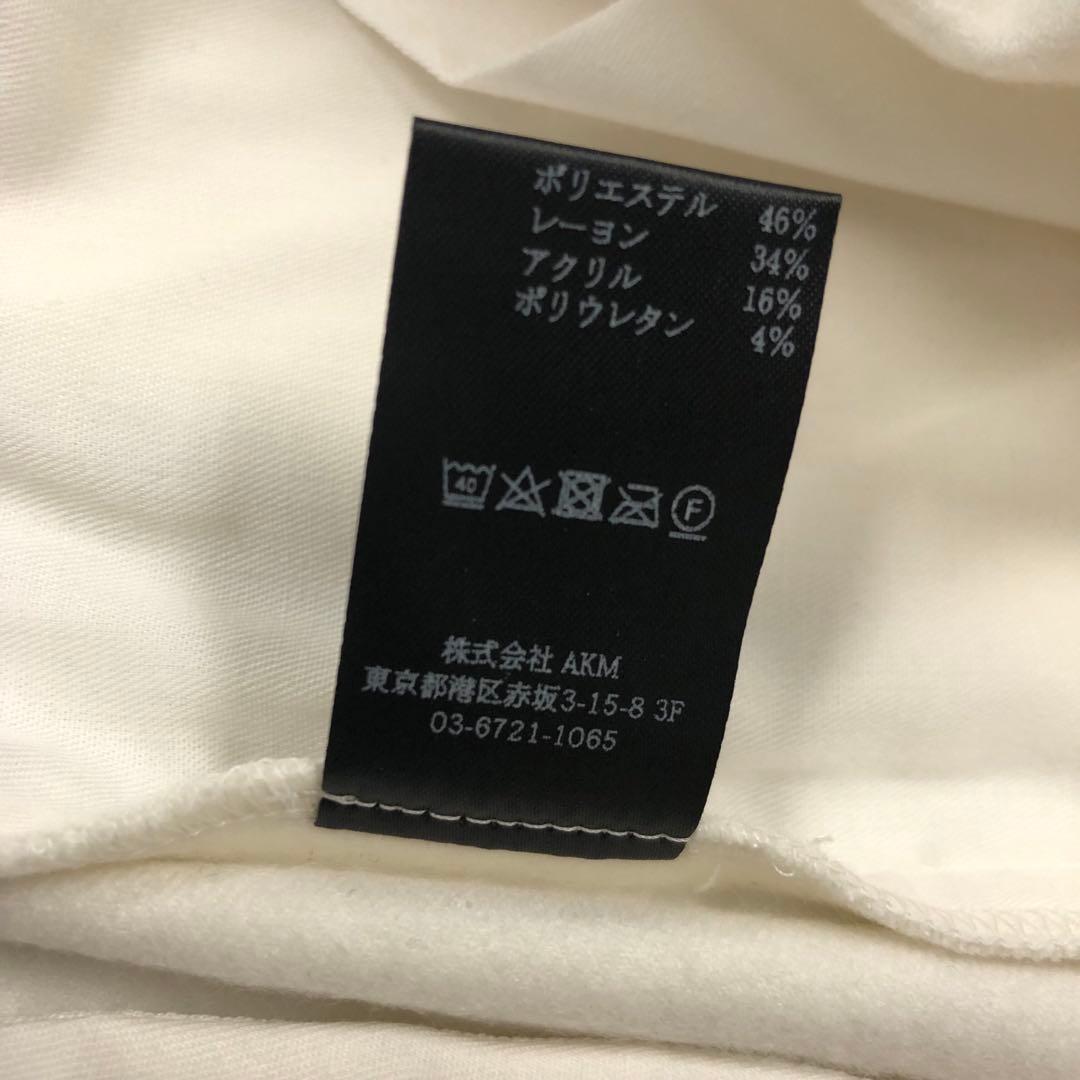 ポリエステル 46%
レーヨン 34%
アクリル 16%
ポリウレタン 4%
40 F
株式会社 AKM
東京都港区赤坂3-15-8 3F
03-6721-1065